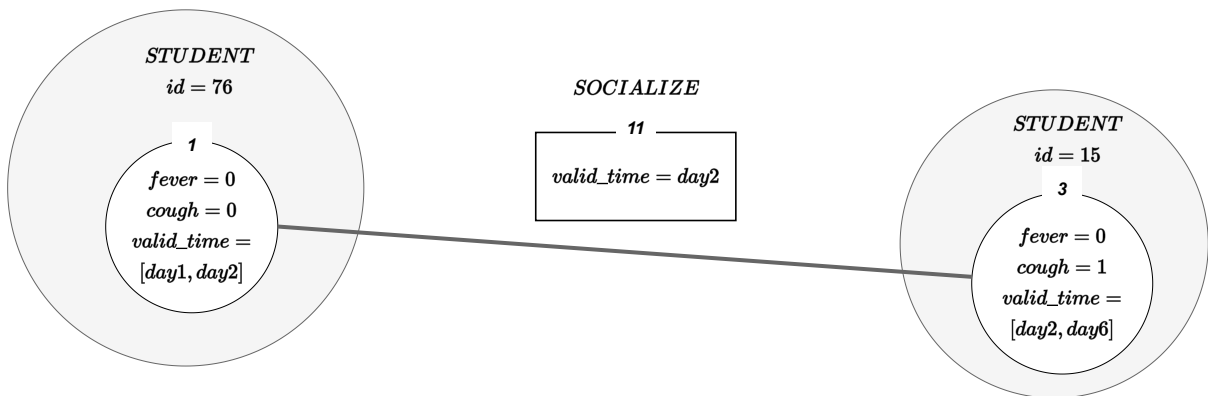 STUDENT
id = 76
1
fever = 0
cough = 0
valid_time =
[day1, day2]
SOCIALIZE
11
valid_time = day2
STUDENT
id = 15
3
fever = 0
cough = 1
valid_time =
[day2, day6]